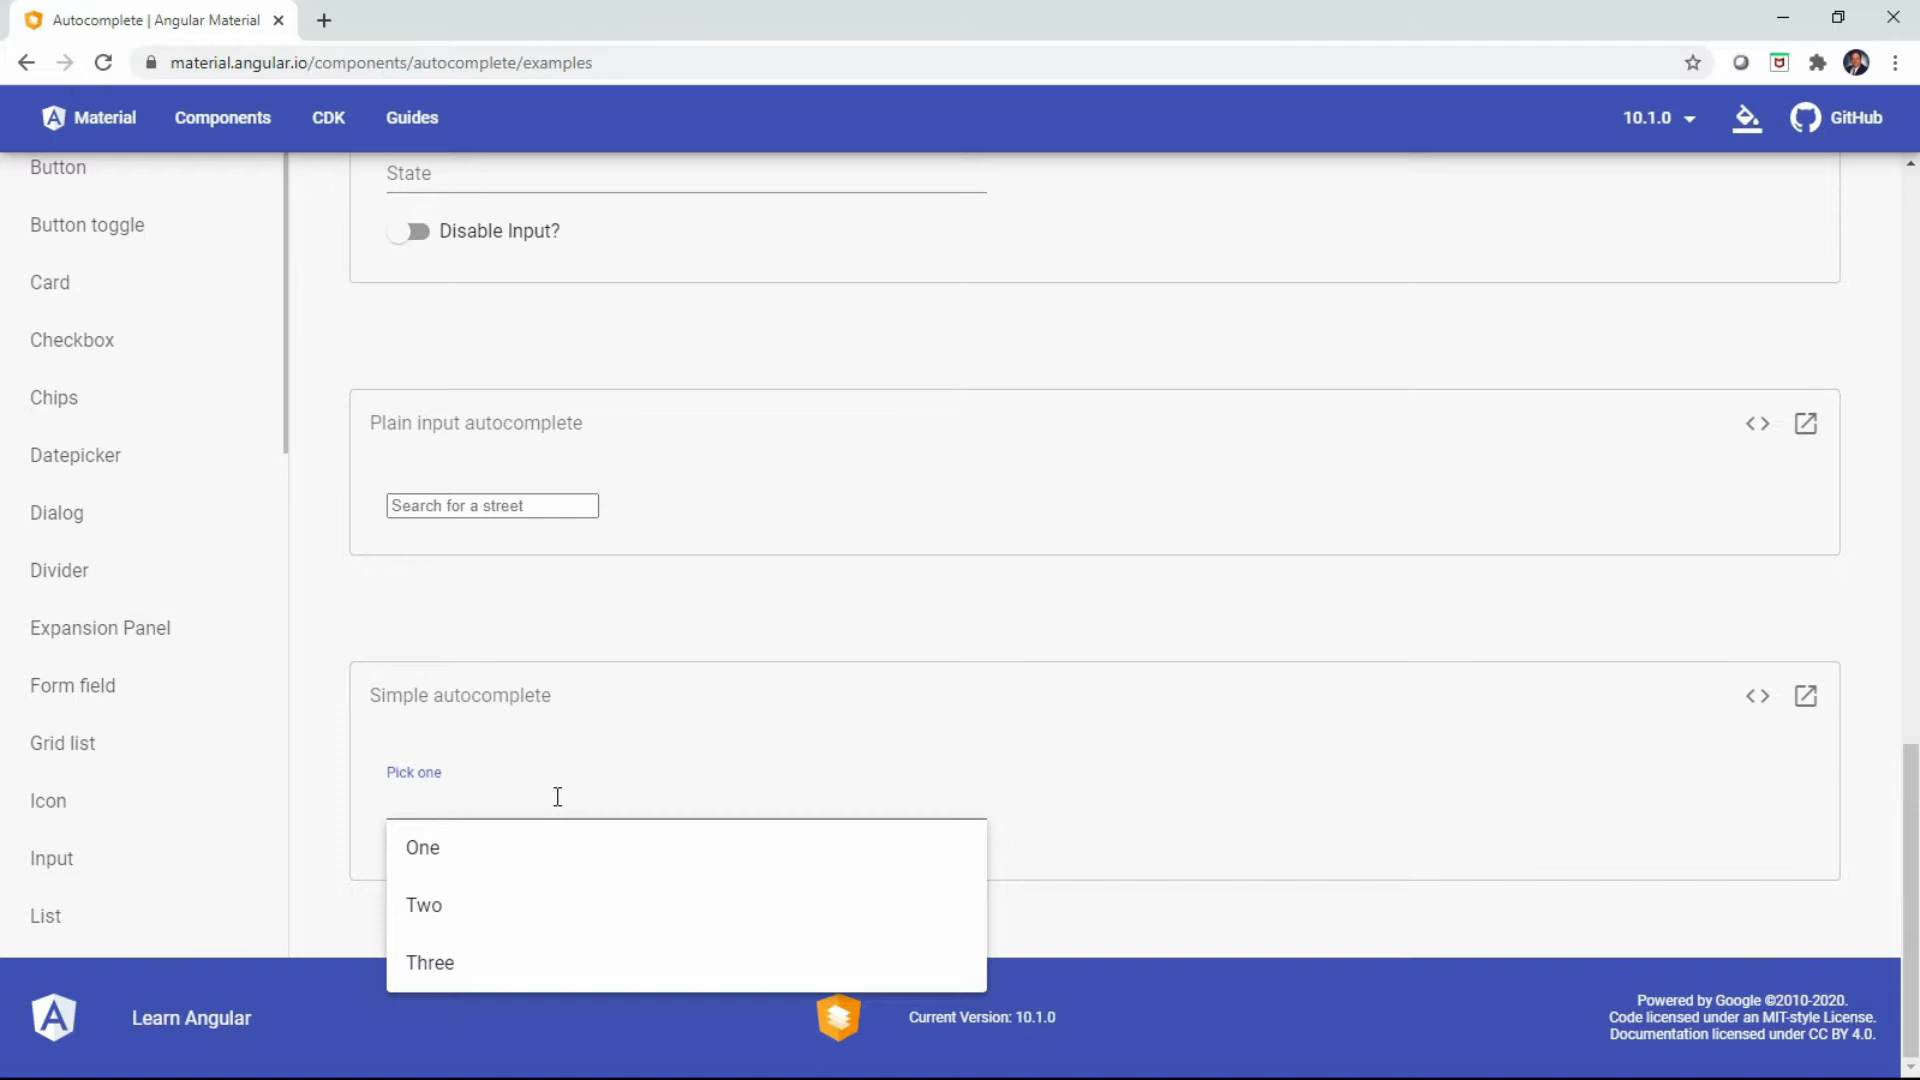 Autocomplete | Angular Material
material.angular.io/components/autocomplete/examples
Material Components CDK Guides 10.1.0 GitHub
Button
Button toggle
Card
Checkbox
Chips
Datepicker
Dialog
Divider
Expansion Panel
Form field
Grid list
Icon
Input
List
State
Disable Input?
Plain input autocomplete
Search for a street
Simple autocomplete
Pick one
One
Two
Three
Learn Angular
Current Version: 10.1.0
Powered by Google ©2010-2020.
Code licensed under an MIT-style License.
Documentation licensed under CC BY 4.0.